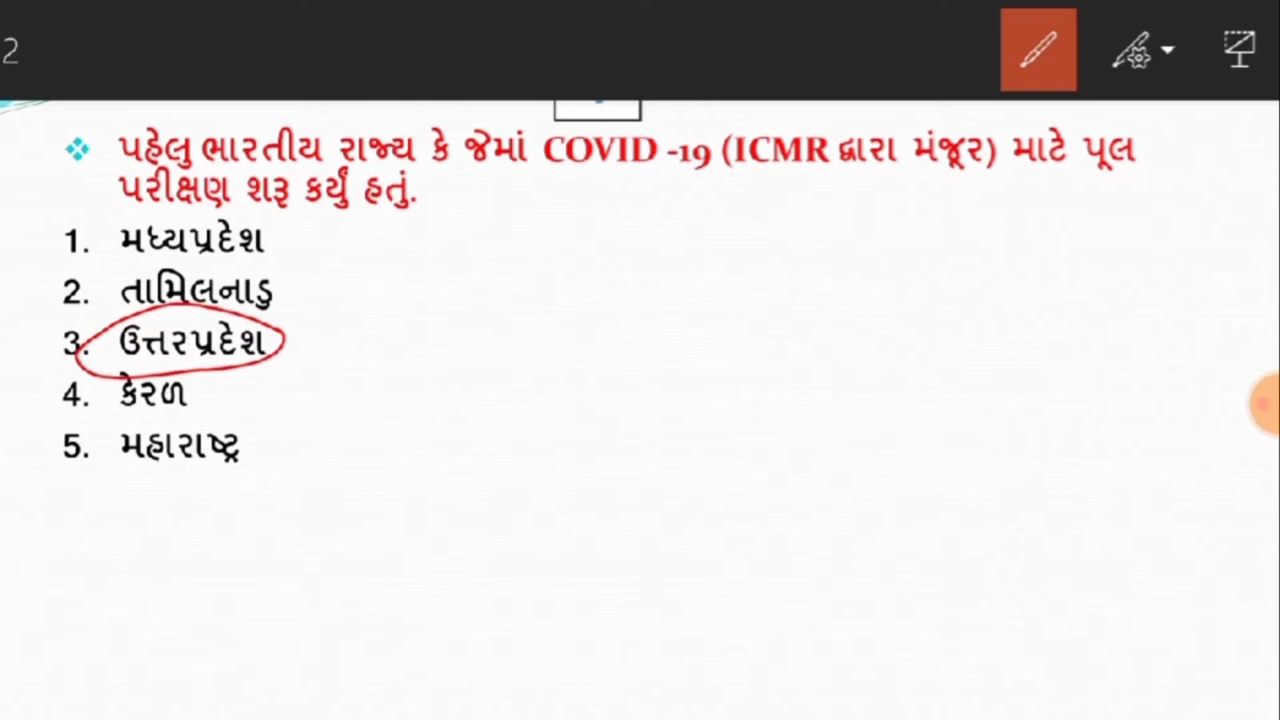 2
પહેલુ ભારતીય રાજ્ય કે જેમાં COVID -19 (ICMR દ્વારા મંજૂર) માટે પૂલ
પરીક્ષણ શરૂ કર્યું હતું.
1. મધ્યપ્રદેશ
2. તામિલનાડુ
3. ઉત્તરપ્રદેશ
4. કેરળ
5. મહારાષ્ટ્ર